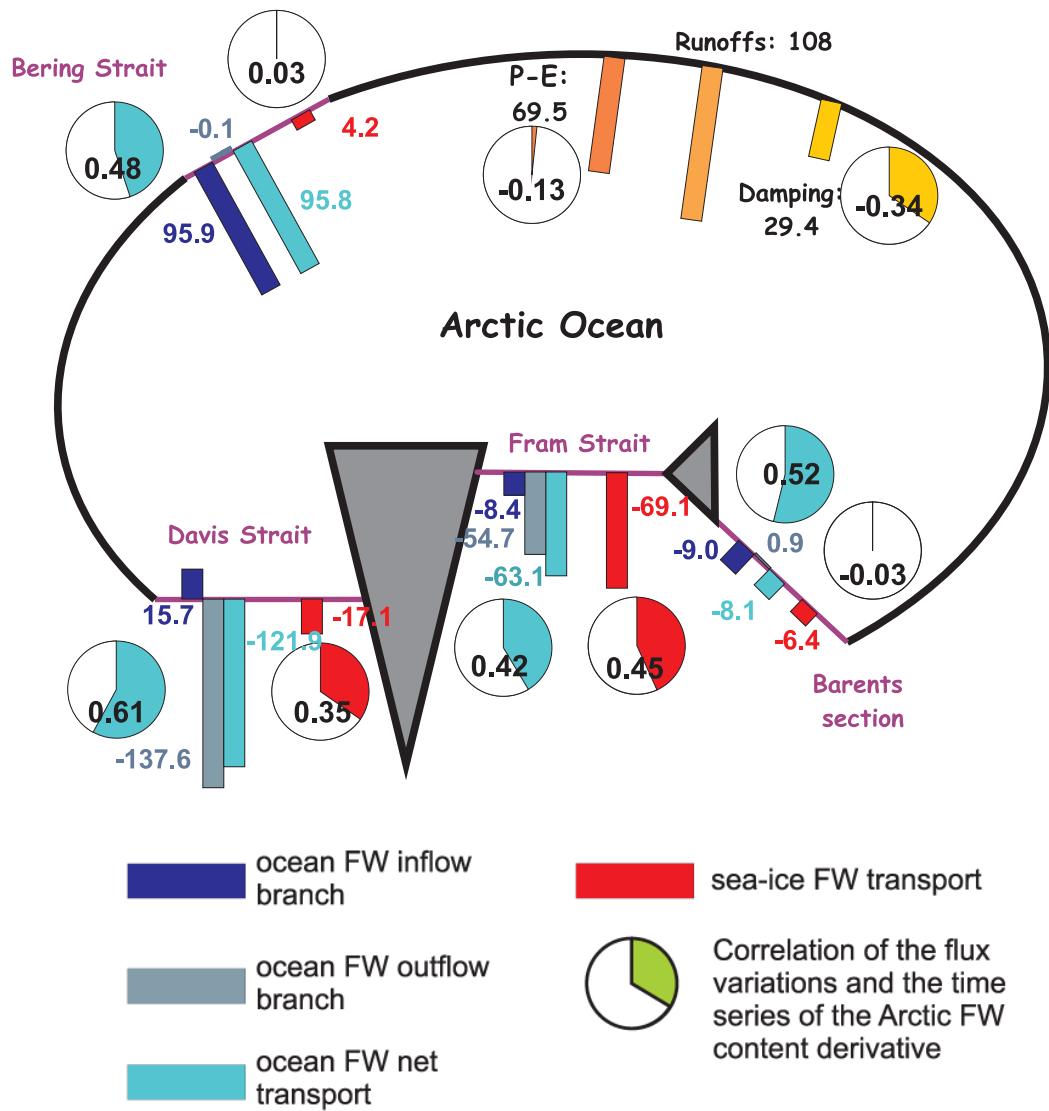 Bering Strait
0.03
Runoffs: 108
P-E:
69.5
-0.1
4.2
0.48
-0.13
95.8
95.9
Damping:
29.4
-0.34
Arctic Ocean
Fram Strait
0.52
-8.4
-69.1
-54.7
-9.0
0.9
-63.1
-0.03
Davis Strait
-8.1
15.7
-17.1
-121.9
-6.4
0.42
0.45
0.61
0.35
Barents
section
-137.6
ocean FW inflow
branch
sea-ice FW transport
ocean FW outflow
branch
Correlation of the flux
variations and the time
series of the Arctic FW
content derivative
ocean FW net
transport